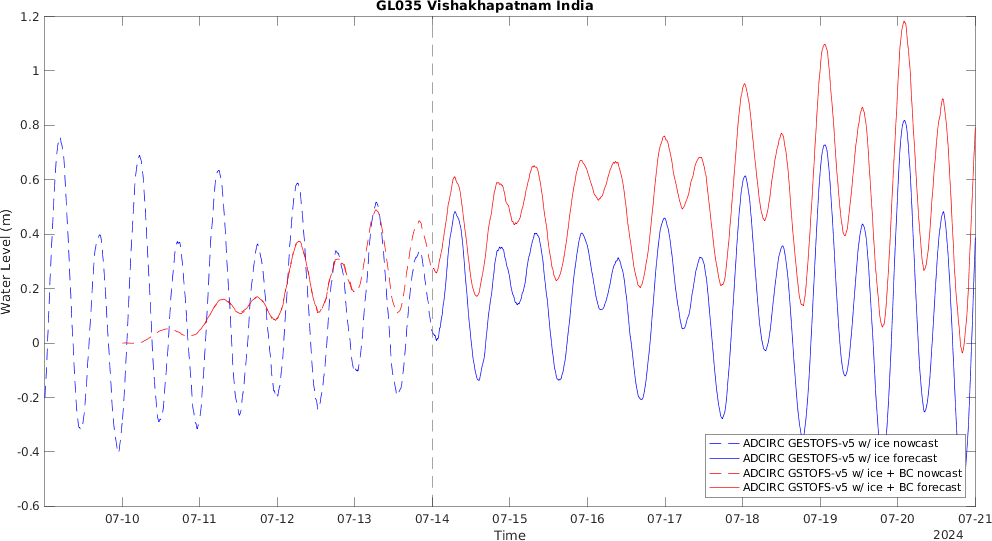 GL035 Vishakhapatnam India
1.2
1
0.8
0.6
0.4
0.2
0
-0.2
-0.4
-0.6
Water Level (m)
ADCIRC GESTOFS-v5 w/ ice nowcast
ADCIRC GESTOFS-v5 w/ ice forecast
ADCIRC GSTOFS-v5 w/ ice + BC nowcast
ADCIRC GSTOFS-v5 w/ ice + BC forecast
07-10 07-11 07-12 07-13 07-14 07-15 07-16 07-17 07-18 07-19 07-20 07-21
Time
2024